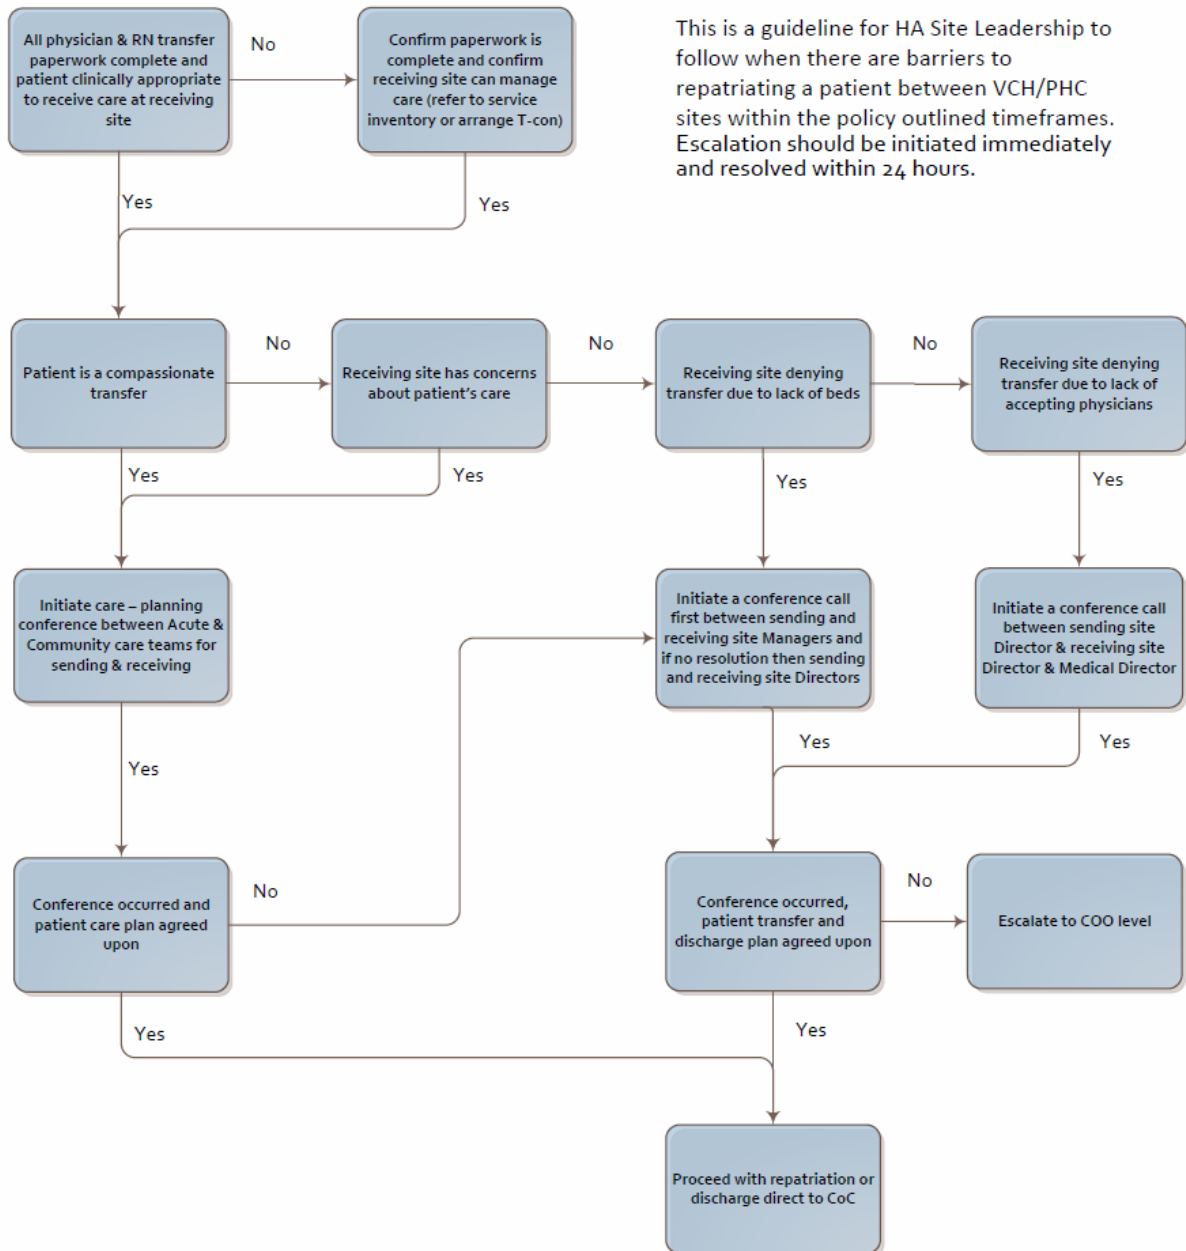 All physician & RN transfer
paperwork complete and
patient clinically appropriate
to receive care at receiving
site
No
Confirm paperwork is
complete and confirm
receiving site can manage
care (refer to service
inventory or arrange T-con)
This is a guideline for HA Site Leadership to
follow when there are barriers to
repatriating a patient between VCH/PHC
sites within the policy outlined timeframes.
Escalation should be initiated immediately
and resolved within 24 hours.
Yes
Yes
Patient is a compassionate
transfer
No
Receiving site has concerns
about patient's care
No
Receiving site denying
transfer due to lack of beds
No
Receiving site denying
transfer due to lack of
accepting physicians
Yes
Yes
Yes
Yes
Initiate care – planning
conference between Acute &
Community care teams for
sending & receiving
Initiate a conference call
first between sending and
receiving site Managers and
if no resolution then sending
and receiving site Directors
Initiate a conference call
between sending site
Director & receiving site
Director & Medical Director
Yes
Yes
Yes
Conference occurred and
patient care plan agreed
upon
No
Conference occurred,
patient transfer and
discharge plan agreed upon
No
Escalate to COO level
Yes
Yes
Proceed with repatriation or
discharge direct to CoC